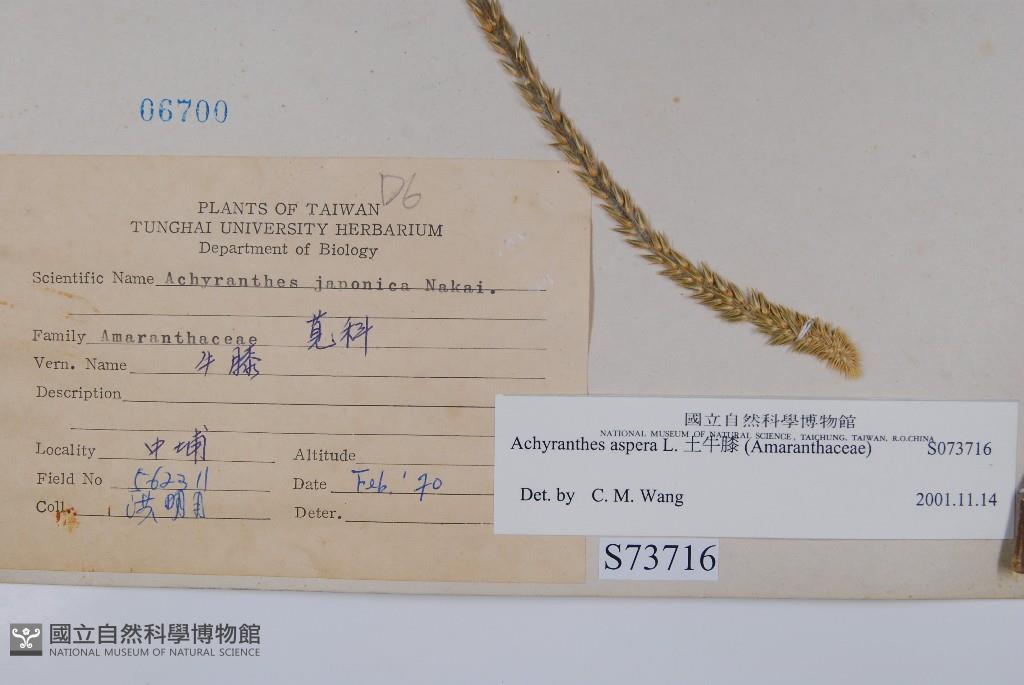 06700
D6
PLANTS OF TAIWAN
TUNGHAI UNIVERSITY HERBARIUM
Department of Biology
Scientific Name Achyranthes japonica Nakai.
Family Amaranthaceae 莧科
Vern. Name 牛膝
Description
Locality 中埔
Altitude
Field No 562311
Date Feb. '70
Coll. 洪明月
Deter.
國立自然科學博物館
NATIONAL MUSEUM OF NATURAL SCIENCE, TAICHUNG, TAIWAN, R.O.CHINA
Achyranthes aspera L. 土牛膝 (Amaranthaceae) S073716
Det. by C. M. Wang 2001.11.14
S73716
國立自然科學博物館
NATIONAL MUSEUM OF NATURAL SCIENCE